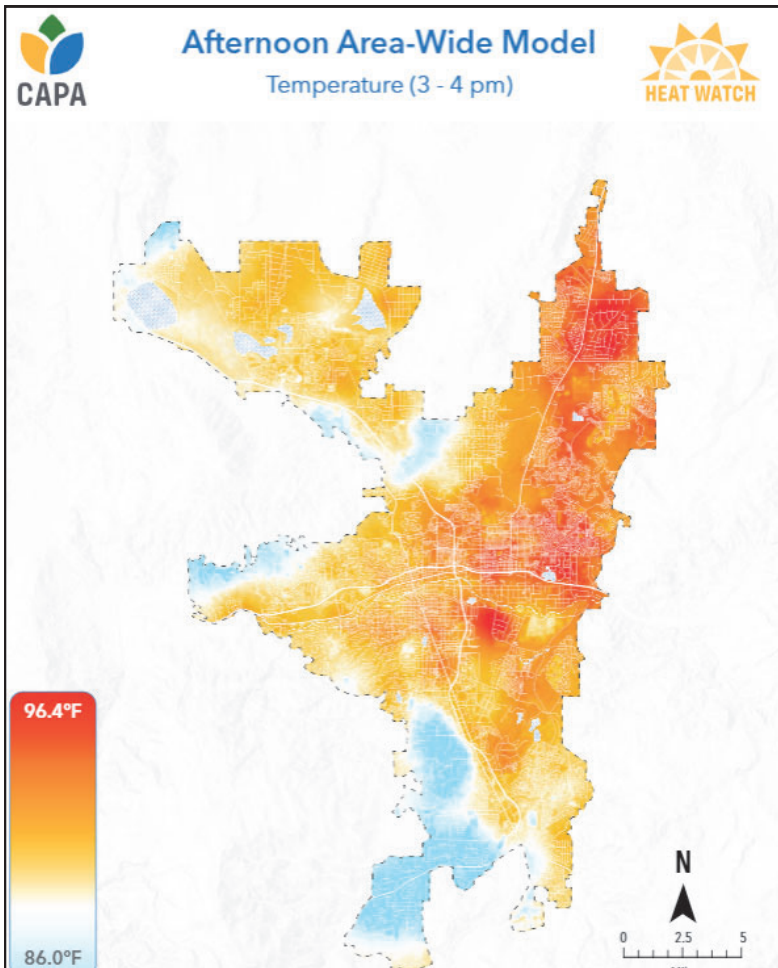 CAPA
Afternoon Area-Wide Model
Temperature (3 - 4 pm)
HEAT WATCH
96.4°F
86.0°F
N
0 2.5 5